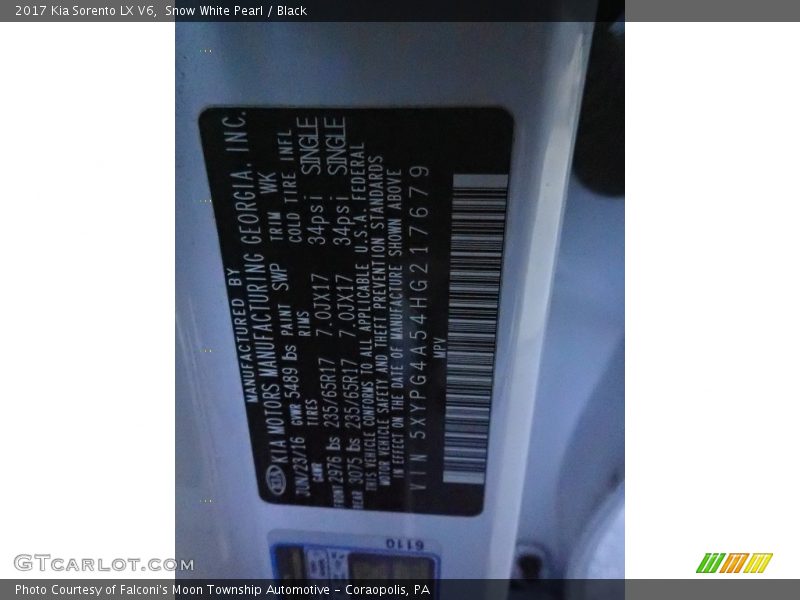 2017 Kia Sorento LX V6,  Snow White Pearl / Black
MANUFACTURED BY
KIA MOTORS MANUFACTURING GEORGIA, INC.
KIA
JUN/23/16 GVWR 5489 lbs PAINT SWP TRIM WK
GAWR TIRES RIMS COLD TIRE INFL
FRONT 2976 lbs 235/65R17 7.0JX17 34psi SINGLE
REAR 3075 lbs 235/65R17 7.0JX17 34psi SINGLE
THIS VEHICLE CONFORMS TO ALL APPLICABLE U.S.A. FEDERAL
MOTOR VEHICLE SAFETY AND THEFT PREVENTION STANDARDS
IN EFFECT ON THE DATE OF MANUFACTURE SHOWN ABOVE
VIN 5XYPG4A54HG217679
MPV
6110
GTcarlot.com
Photo Courtesy of Falconi's Moon Township Automotive - Coraopolis, PA